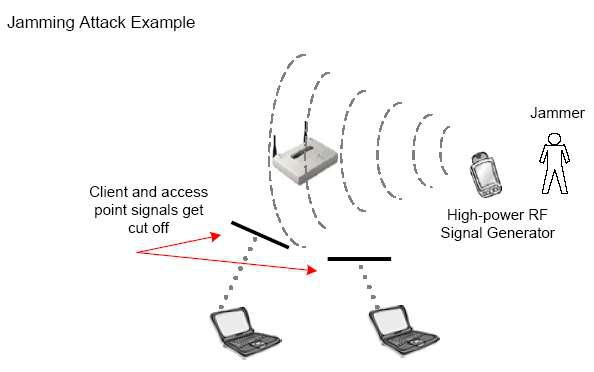 Jamming Attack Example
Jammer
Client and access
point signals get
cut off
High-power RF
Signal Generator